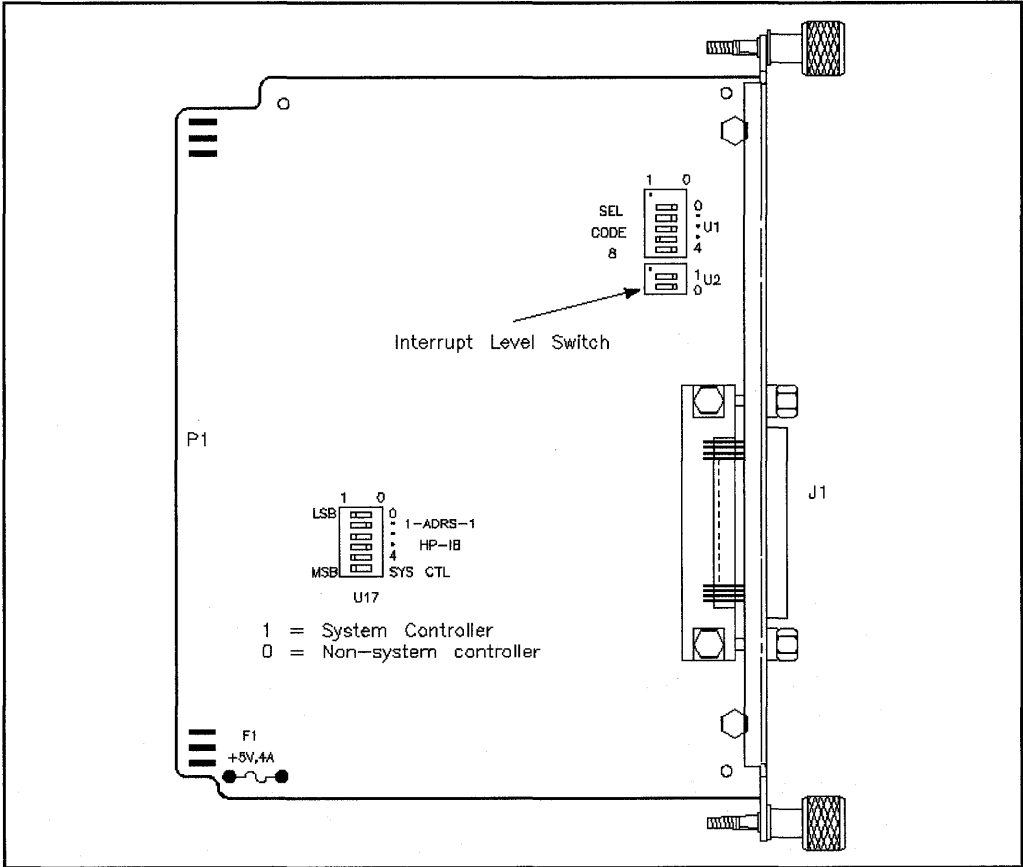 1 0
SEL 0
U1
CODE
8 4
1 U2
0
Interrupt Level Switch
P1
J1
1 0
LSB 0
1-ADRS-1
HP-IB
4
MSB SYS CTL
U17
1 = System Controller
0 = Non-system controller
F1
+5V,4A